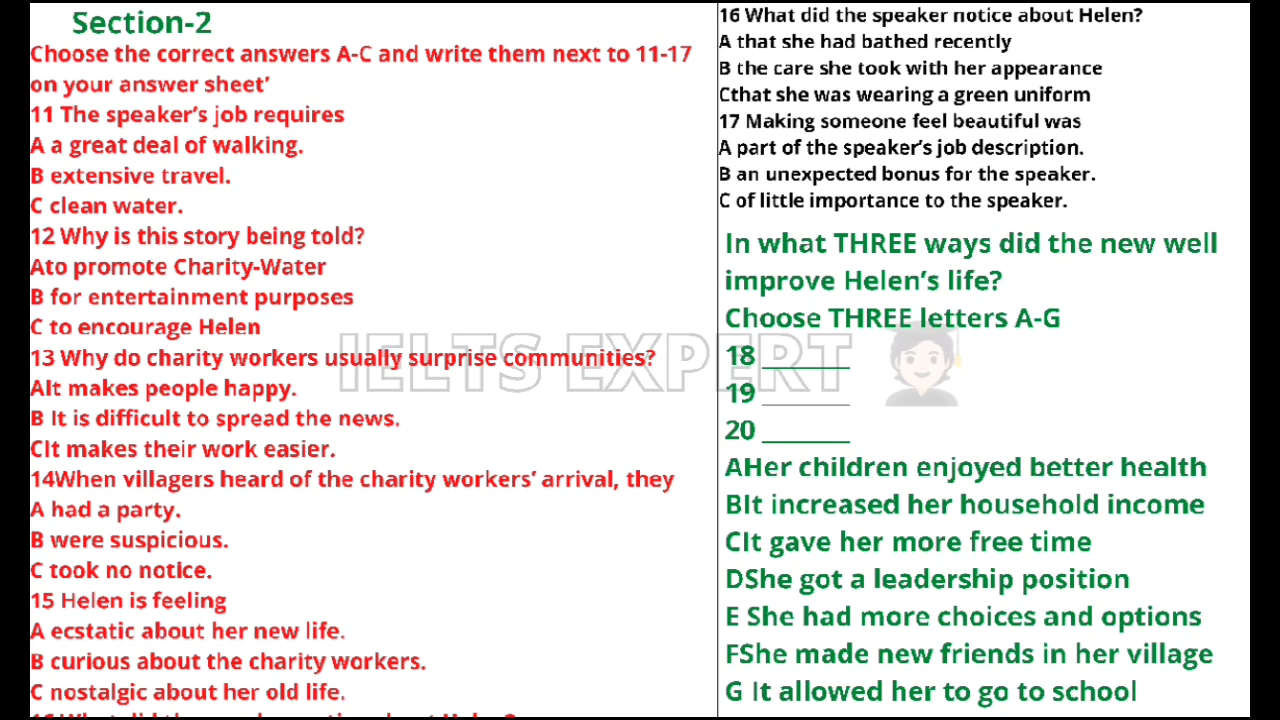 Section-2
Choose the correct answers A-C and write them next to 11-17
on your answer sheet’
11 The speaker’s job requires
A a great deal of walking.
B extensive travel.
C clean water.
12 Why is this story being told?
Ato promote Charity-Water
B for entertainment purposes
C to encourage Helen
13 Why do charity workers usually surprise communities?
AIt makes people happy.
B It is difficult to spread the news.
CIt makes their work easier.
14When villagers heard of the charity workers’ arrival, they
A had a party.
B were suspicious.
C took no notice.
15 Helen is feeling
A ecstatic about her new life.
B curious about the charity workers.
C nostalgic about her old life.
16 What did the speaker notice about Helen?
16 What did the speaker notice about Helen?
A that she had bathed recently
B the care she took with her appearance
Cthat she was wearing a green uniform
17 Making someone feel beautiful was
A part of the speaker’s job description.
B an unexpected bonus for the speaker.
C of little importance to the speaker.
In what THREE ways did the new well
improve Helen’s life?
Choose THREE letters A-G
18 ________
19 ________
20 ________
AHer children enjoyed better health
BIt increased her household income
CIt gave her more free time
DShe got a leadership position
E She had more choices and options
FShe made new friends in her village
G It allowed her to go to school
IELTS EXPERT